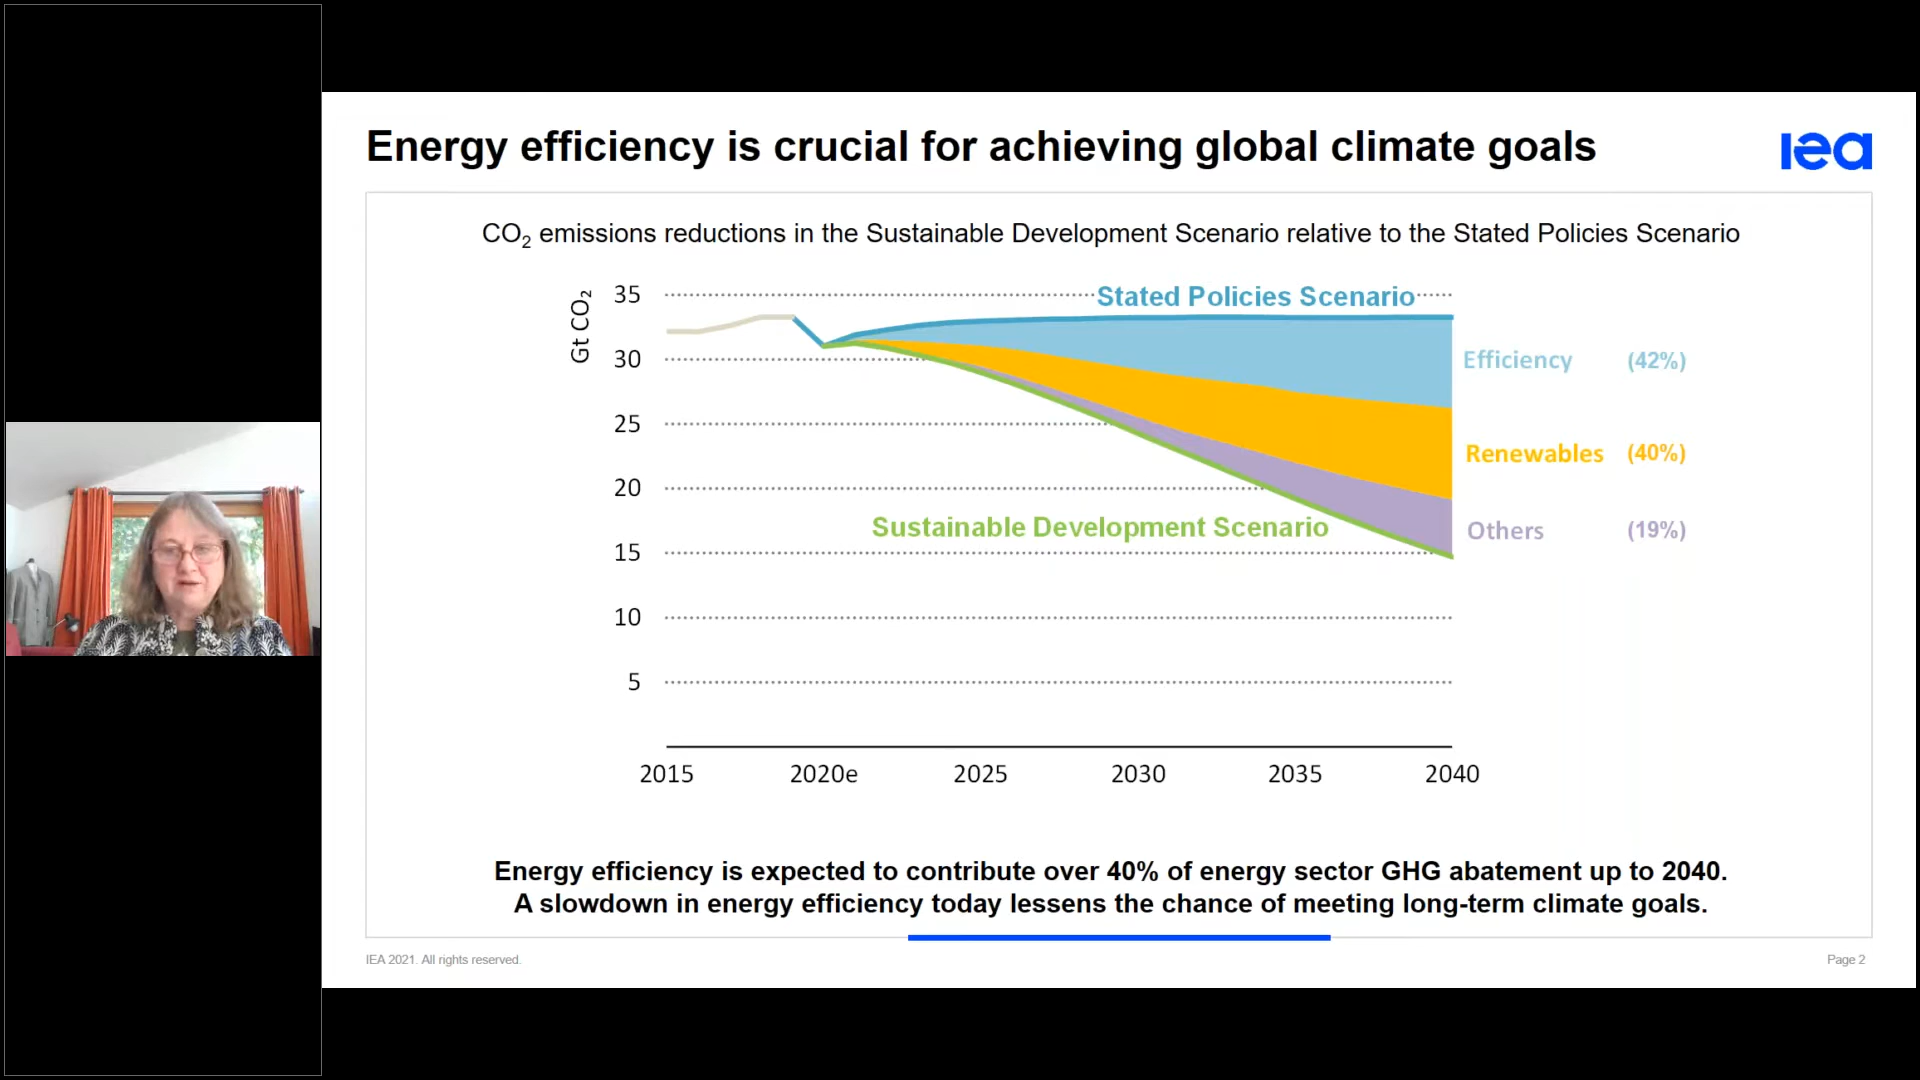 Energy efficiency is crucial for achieving global climate goals
iea
CO₂ emissions reductions in the Sustainable Development Scenario relative to the Stated Policies Scenario
Gt CO₂
35
30
25
20
15
10
5
Stated Policies Scenario
Efficiency (42%)
Renewables (40%)
Others (19%)
Sustainable Development Scenario
2015 2020e 2025 2030 2035 2040
Energy efficiency is expected to contribute over 40% of energy sector GHG abatement up to 2040.
A slowdown in energy efficiency today lessens the chance of meeting long-term climate goals.
IEA 2021. All rights reserved.
Page 2